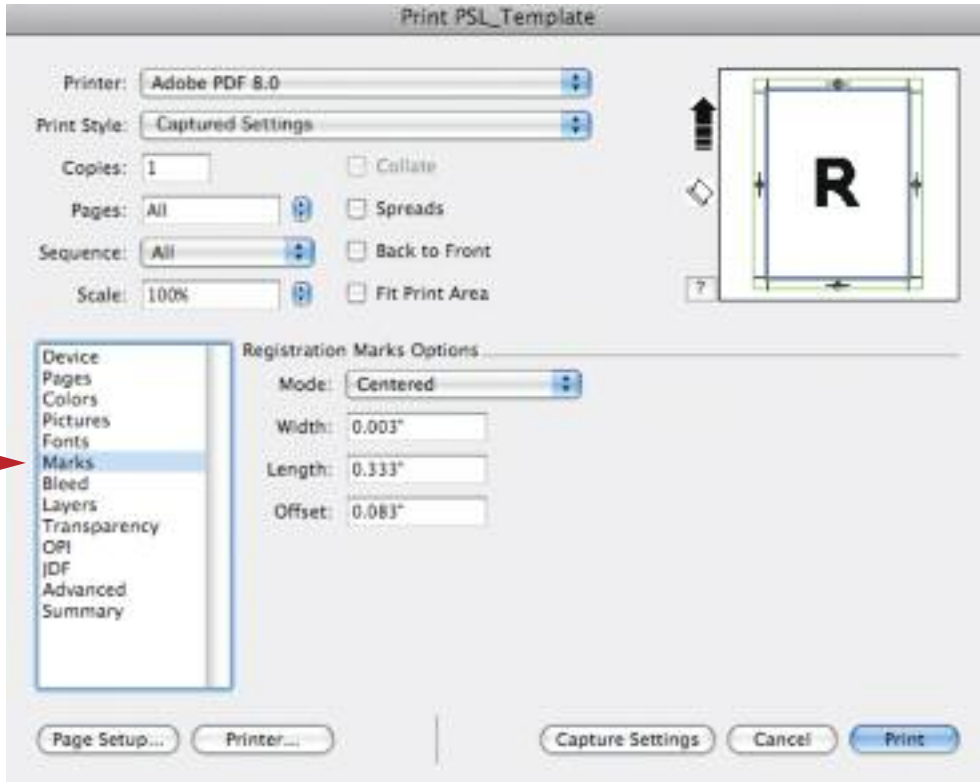 Print PSL_Template
Printer: Adobe PDF 8.0
Print Style: Captured Settings
Copies: 1 Collate
Pages: All Spreads
Sequence: All Back to Front
Scale: 100% Fit Print Area
R
?
Device
Pages
Colors
Pictures
Fonts
Marks
Bleed
Layers
Transparency
OPI
JDF
Advanced
Summary
Registration Marks Options
Mode: Centered
Width: 0.003"
Length: 0.333"
Offset: 0.083"
Page Setup... Printer... Capture Settings Cancel Print